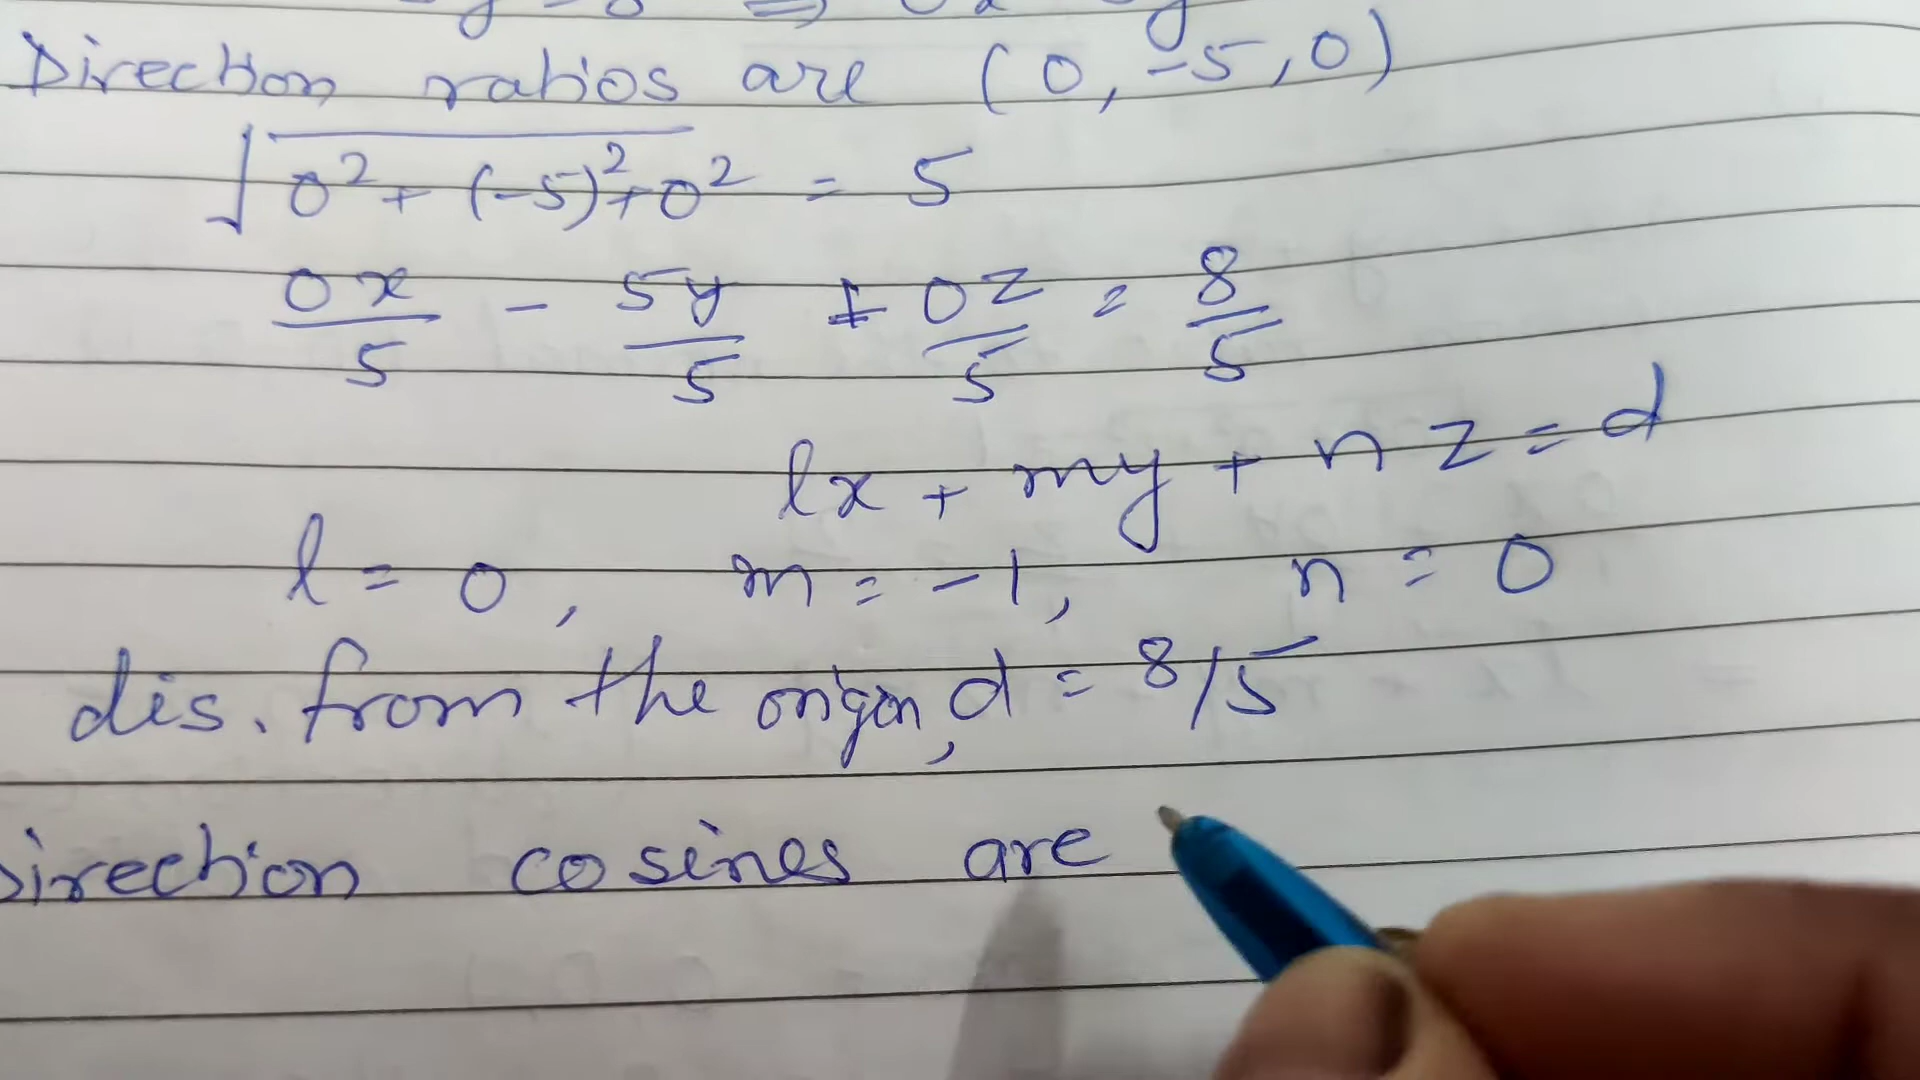 Direction ratios are (0, -5, 0)
√0² + (-5)² + 0² = 5
0x/5 - 5y/5 + 0z/5 = 8/5
lx + my + nz = d
l = 0, m = -1, n = 0
dis. from the origin, d = 8/5
Direction cosines are